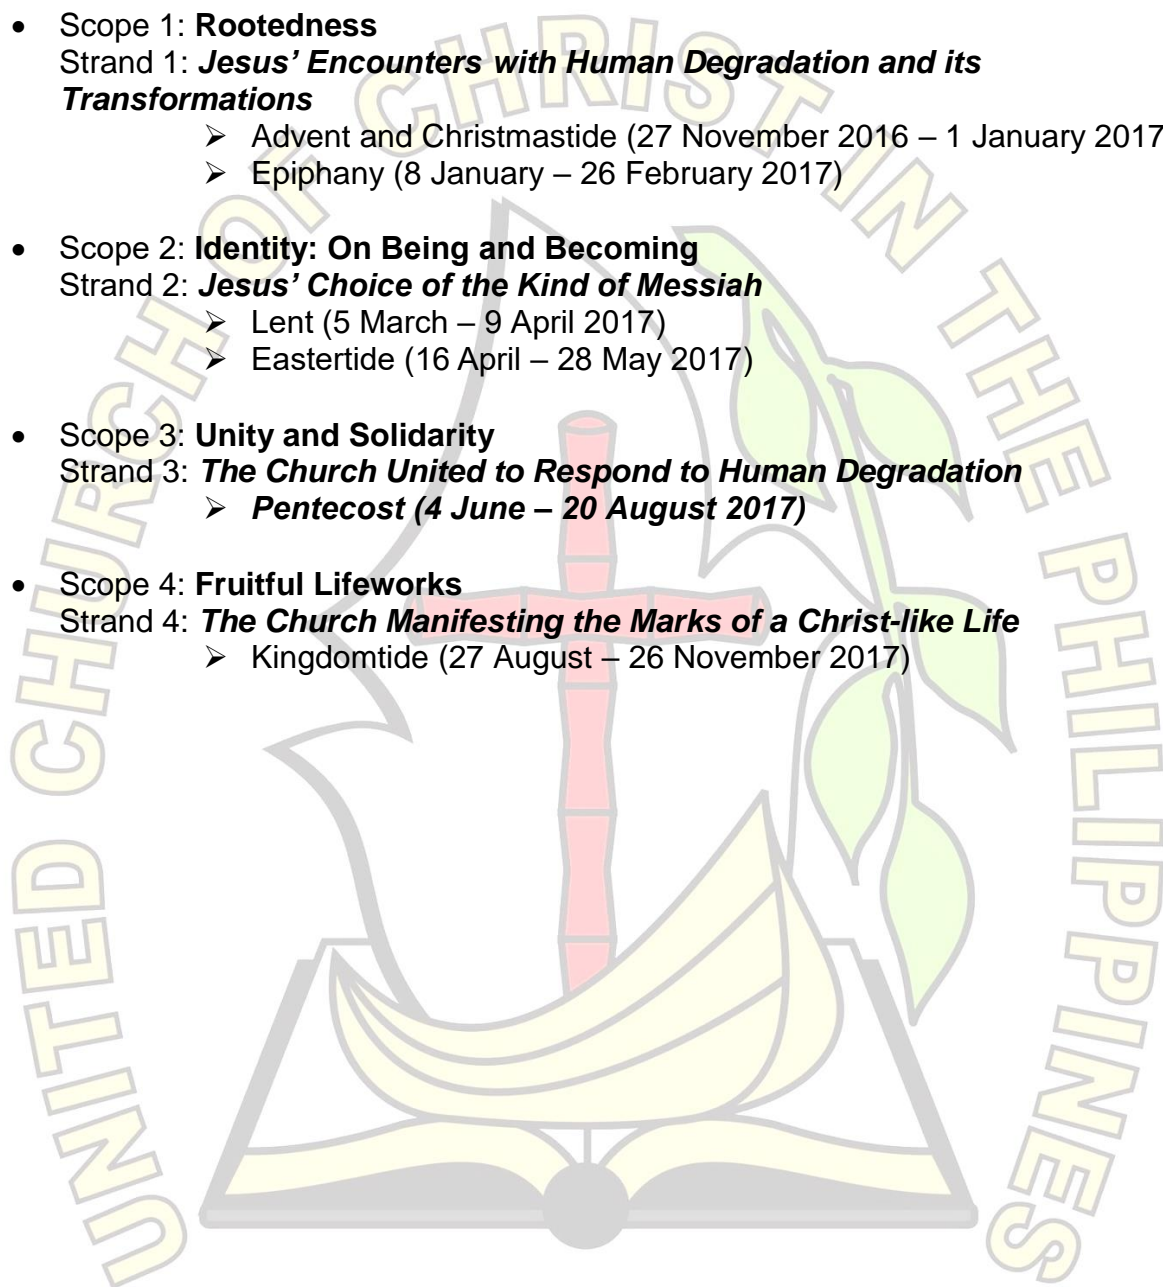 • Scope 1: Rootedness
Strand 1: Jesus’ Encounters with Human Degradation and its
Transformations
➢ Advent and Christmastide (27 November 2016 – 1 January 2017
➢ Epiphany (8 January – 26 February 2017)
• Scope 2: Identity: On Being and Becoming
Strand 2: Jesus’ Choice of the Kind of Messiah
➢ Lent (5 March – 9 April 2017)
➢ Eastertide (16 April – 28 May 2017)
• Scope 3: Unity and Solidarity
Strand 3: The Church United to Respond to Human Degradation
➢ Pentecost (4 June – 20 August 2017)
• Scope 4: Fruitful Lifeworks
Strand 4: The Church Manifesting the Marks of a Christ-like Life
➢ Kingdomtide (27 August – 26 November 2017)
UNITED CHURCH OF CHRIST IN THE PHILIPPINES